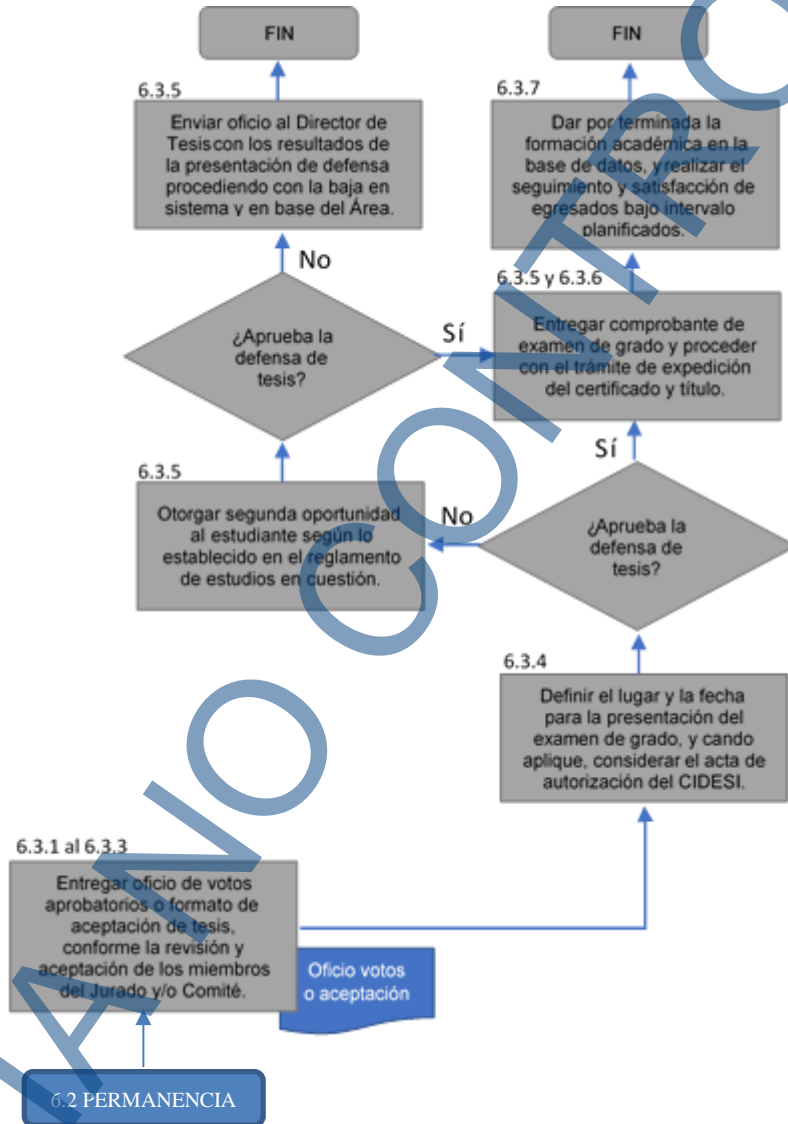 FIN
FIN
6.3.5
Enviar oficio al Director de
Tesis con los resultados de
la presentación de defensa
procediendo con la baja en
sistema y en base del Área.
6.3.7
Dar por terminada la
formación académica en la
base de datos, y realizar el
seguimiento y satisfacción de
egresados bajo intervalo
planificados.
No
¿Aprueba la
defensa de
tesis?
Sí
6.3.5 y 6.3.6
Entregar comprobante de
examen de grado y proceder
con el trámite de expedición
del certificado y título.
Sí
6.3.5
Otorgar segunda oportunidad
al estudiante según lo
establecido en el reglamento
de estudios en cuestión.
No
¿Aprueba la
defensa de
tesis?
6.3.4
Definir el lugar y la fecha
para la presentación del
examen de grado, y cando
aplique, considerar el acta de
autorización del CIDESI.
6.3.1 al 6.3.3
Entregar oficio de votos
aprobatorios o formato de
aceptación de tesis,
conforme la revisión y
aceptación de los miembros
del Jurado y/o Comité.
Oficio votos
o aceptación
6.2 PERMANENCIA
NO CONTRO